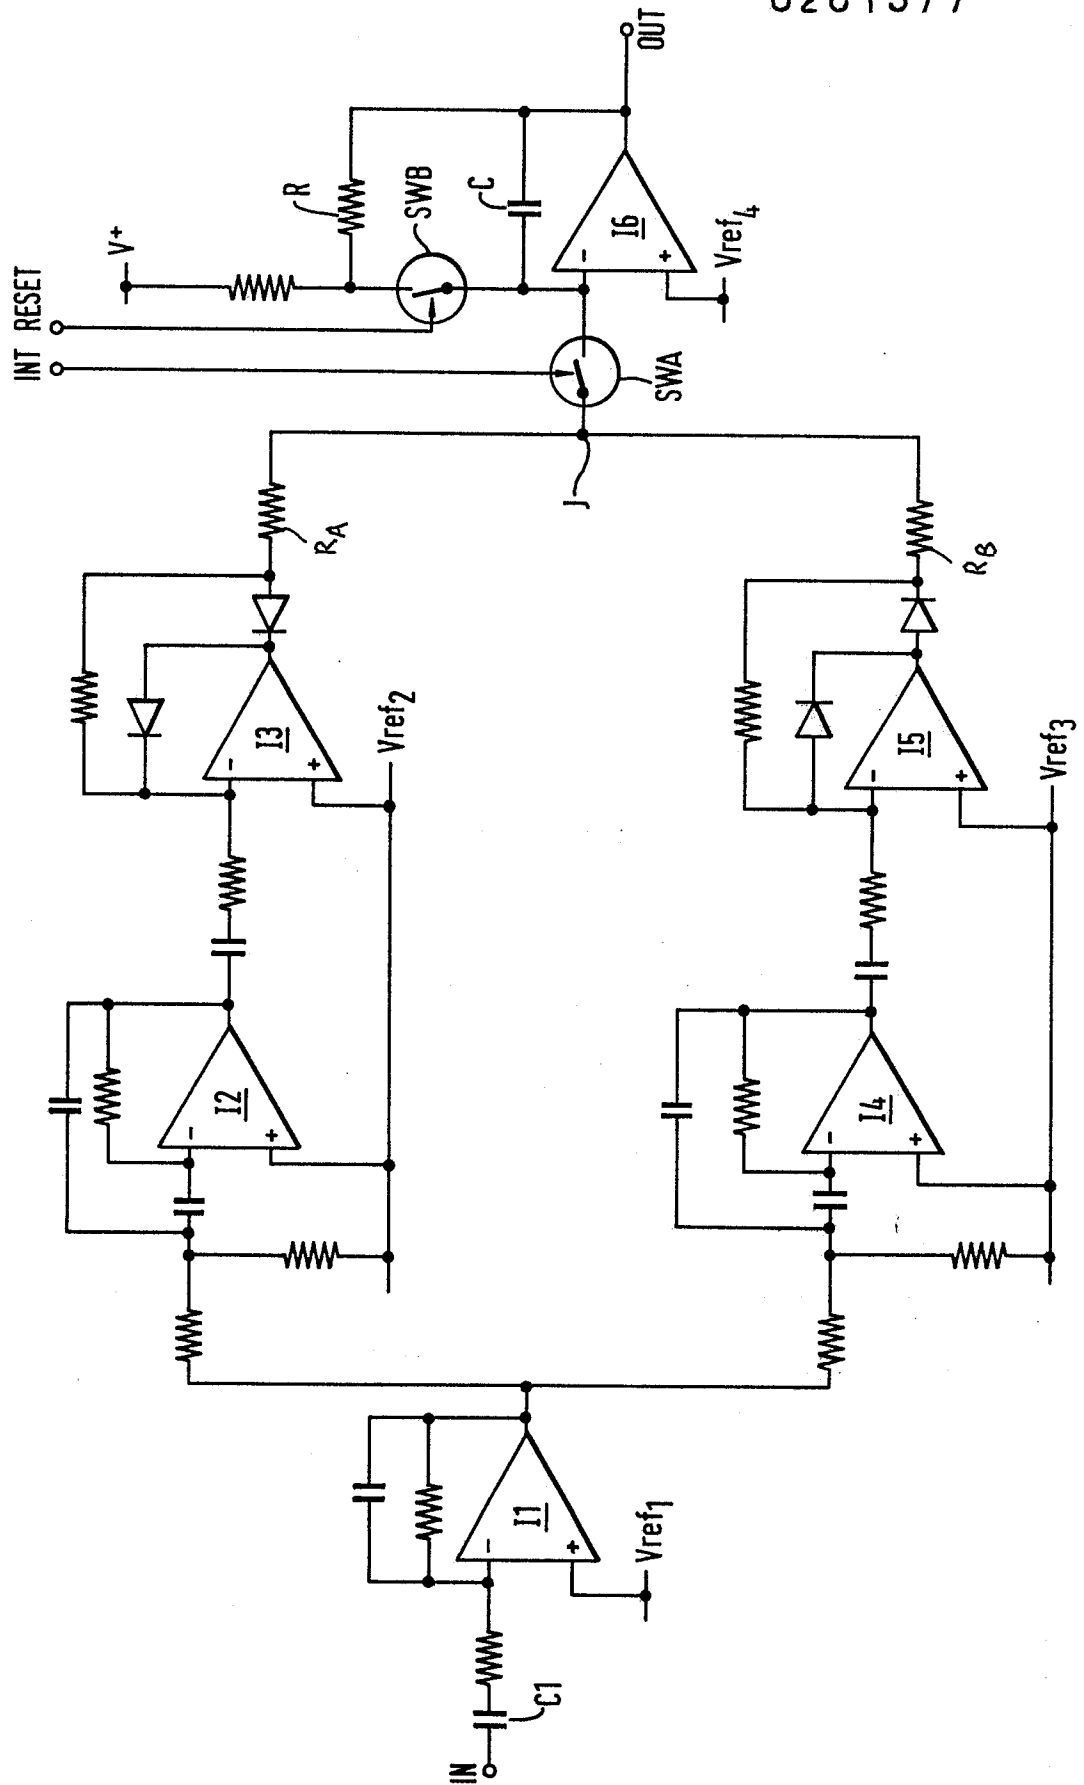 OUT
INT
RESET
V+
R
SWB
C
I6
-
+
Vref4
SWA
J
RA
RB
I3
-
+
Vref2
I5
-
+
Vref3
I2
-
+
I4
-
+
I1
-
+
Vref1
C1
IN